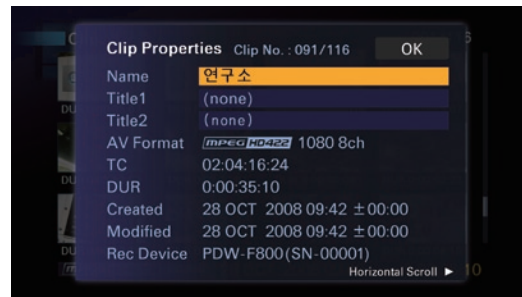 Clip Properties Clip No. : 091/116 OK
Name 연구소
Title1 (none)
Title2 (none)
AV Format MPEG HD422 1080 8ch
TC 02:04:16:24
DUR 0:00:35:10
Created 28 OCT 2008 09:42 ±00:00
Modified 28 OCT 2008 09:42 ±00:00
Rec Device PDW-F800(SN-00001)
Horizontal Scroll ▶